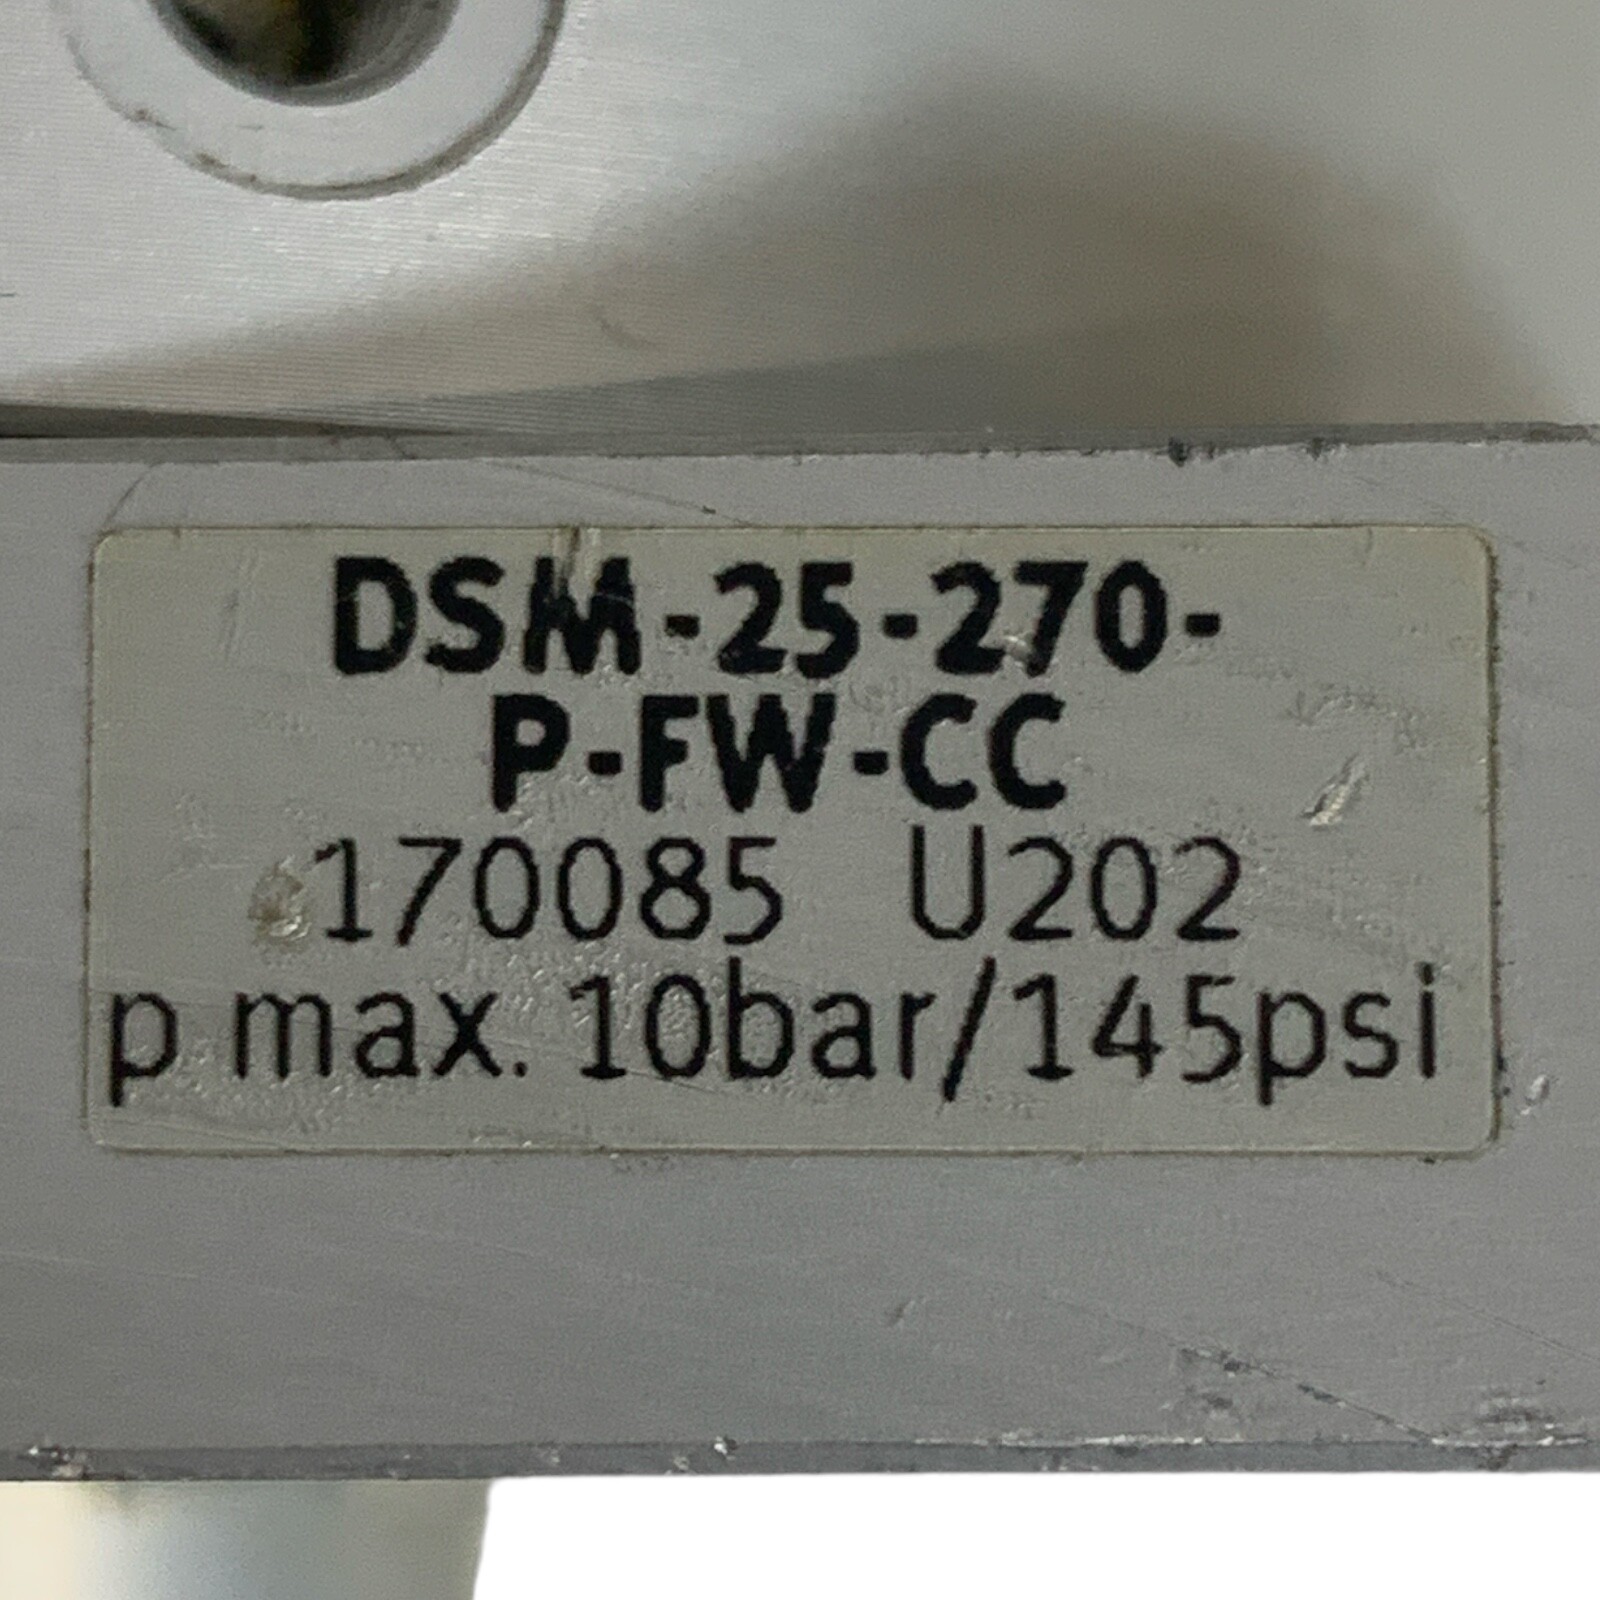 DSM-25-270-
P-FW-CC
170085 U202
p max. 10bar/145psi